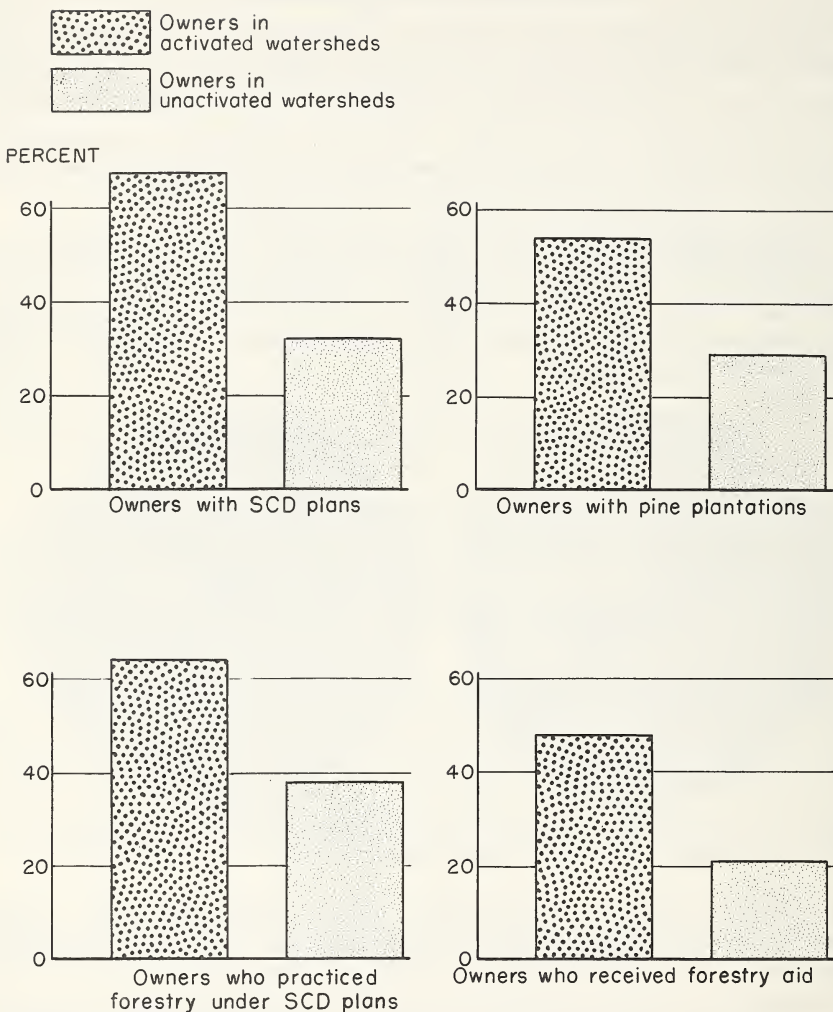 Owners in
activated watersheds
Owners in
unactivated watersheds
PERCENT
60
40
20
0
Owners with SCD plans
60
40
20
0
Owners with pine plantations
60
40
20
0
Owners who practiced
forestry under SCD plans
60
40
20
0
Owners who received forestry aid